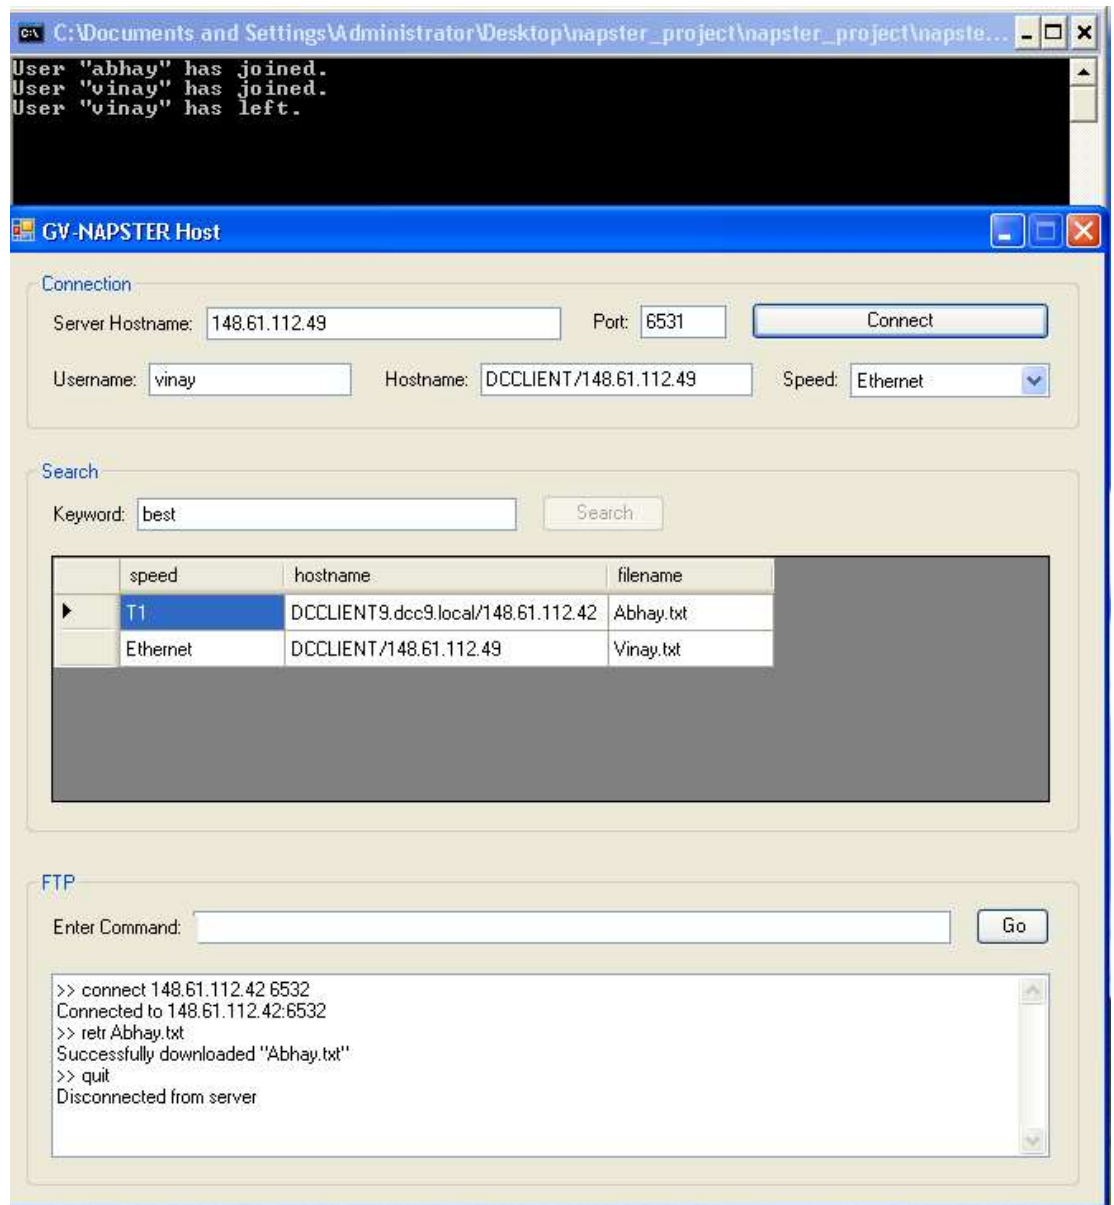 C:\Documents and Settings\Administrator\Desktop\napster_project\napster_project\napste...
User "abhay" has joined.
User "vinay" has joined.
User "vinay" has left.
GV-NAPSTER Host
Connection
Server Hostname: 148.61.112.49 Port: 6531 Connect
Username: vinay Hostname: DCCLIENT/148.61.112.49 Speed: Ethernet
Search
Keyword: best Search
speed hostname filename
T1 DCCLIENT9.dcc9.local/148.61.112.42 Abhay.txt
Ethernet DCCLIENT/148.61.112.49 Vinay.txt
FTP
Enter Command: Go
>> connect 148.61.112.42 6532
Connected to 148.61.112.42:6532
>> retr Abhay.txt
Successfully downloaded "Abhay.txt"
>> quit
Disconnected from server